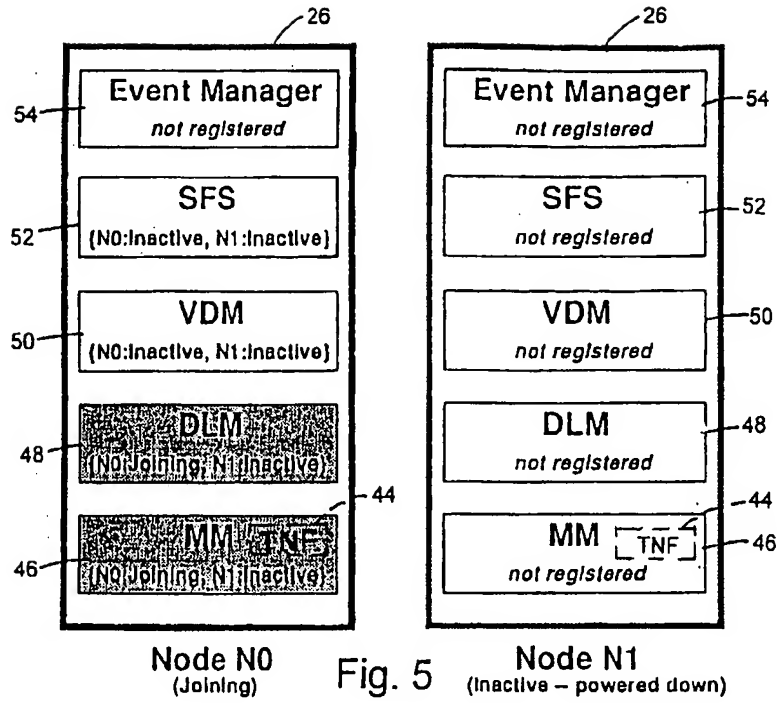 26
26
Event Manager
not registered
54
Event Manager
not registered
54
SFS
{N0:Inactive, N1:Inactive}
52
SFS
not registered
52
VDM
{N0:Inactive, N1:Inactive}
50
VDM
not registered
50
DLM
{N0:Joining, N1:Inactive}
48
DLM
not registered
48
44
MM
TNF
{N0:Joining, N1:Inactive}
46
44
MM
TNF
not registered
46
Node N0
(Joining)
Fig. 5
Node N1
(Inactive – powered down)